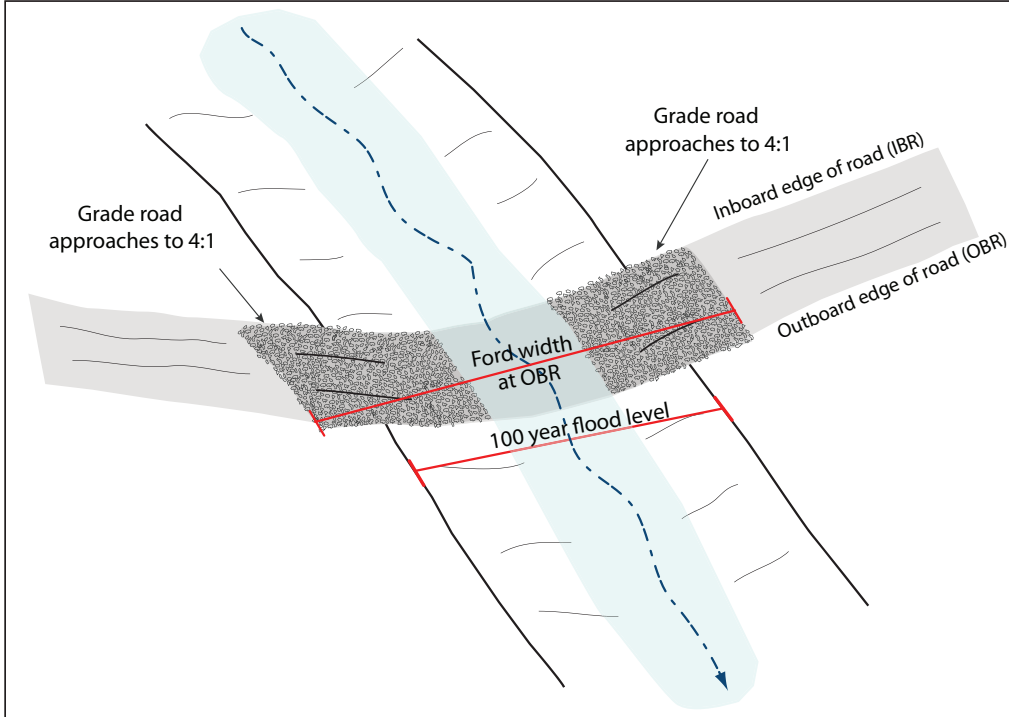 Grade road
approaches to 4:1
Inboard edge of road (IBR)
Grade road
approaches to 4:1
Outboard edge of road (OBR)
Ford width
at OBR
100 year flood level